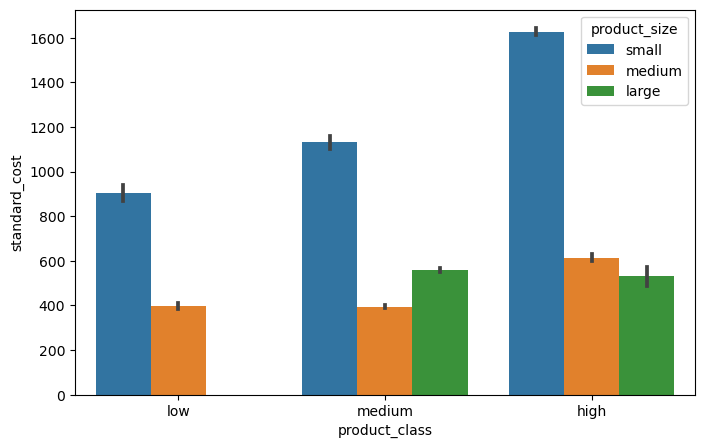 1600
1400
1200
1000
800
600
400
200
0
standard_cost
low
medium
high
product_class
product_size
small
medium
large